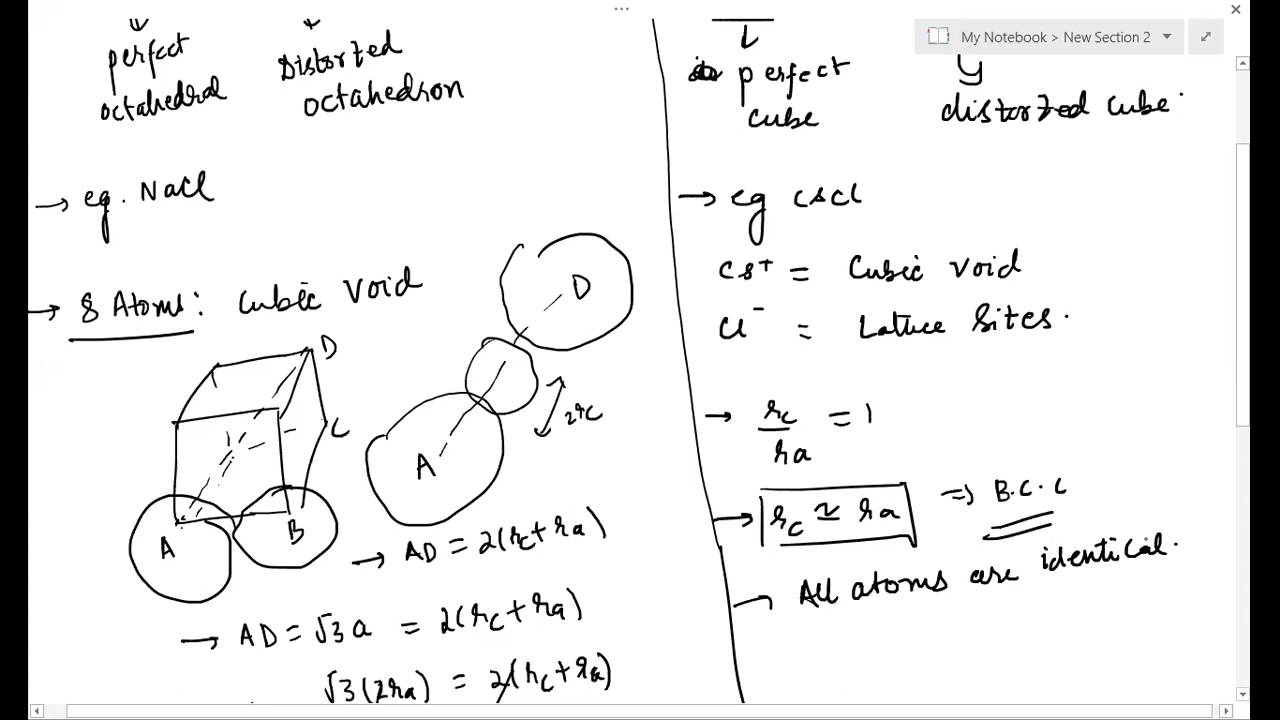 My Notebook > New Section 2
perfect
octahedral
Distorted
octahedron
→ eg. NaCl
→ 8 Atoms: Cubic Void
D
C
A
B
D
A
2rc
→ AD = 2(rc + ra)
→ AD = √3 a = 2(rc + ra)
√3(2ra) = 2(rc + ra)
perfect
cube
distorted cube.
→ eg CsCl
Cs+ = Cubic Void
Cl- = Lattice Sites.
→ rc/ra = 1
→ rc ≃ ra ⇒ B.C.C
→ All atoms are identical.